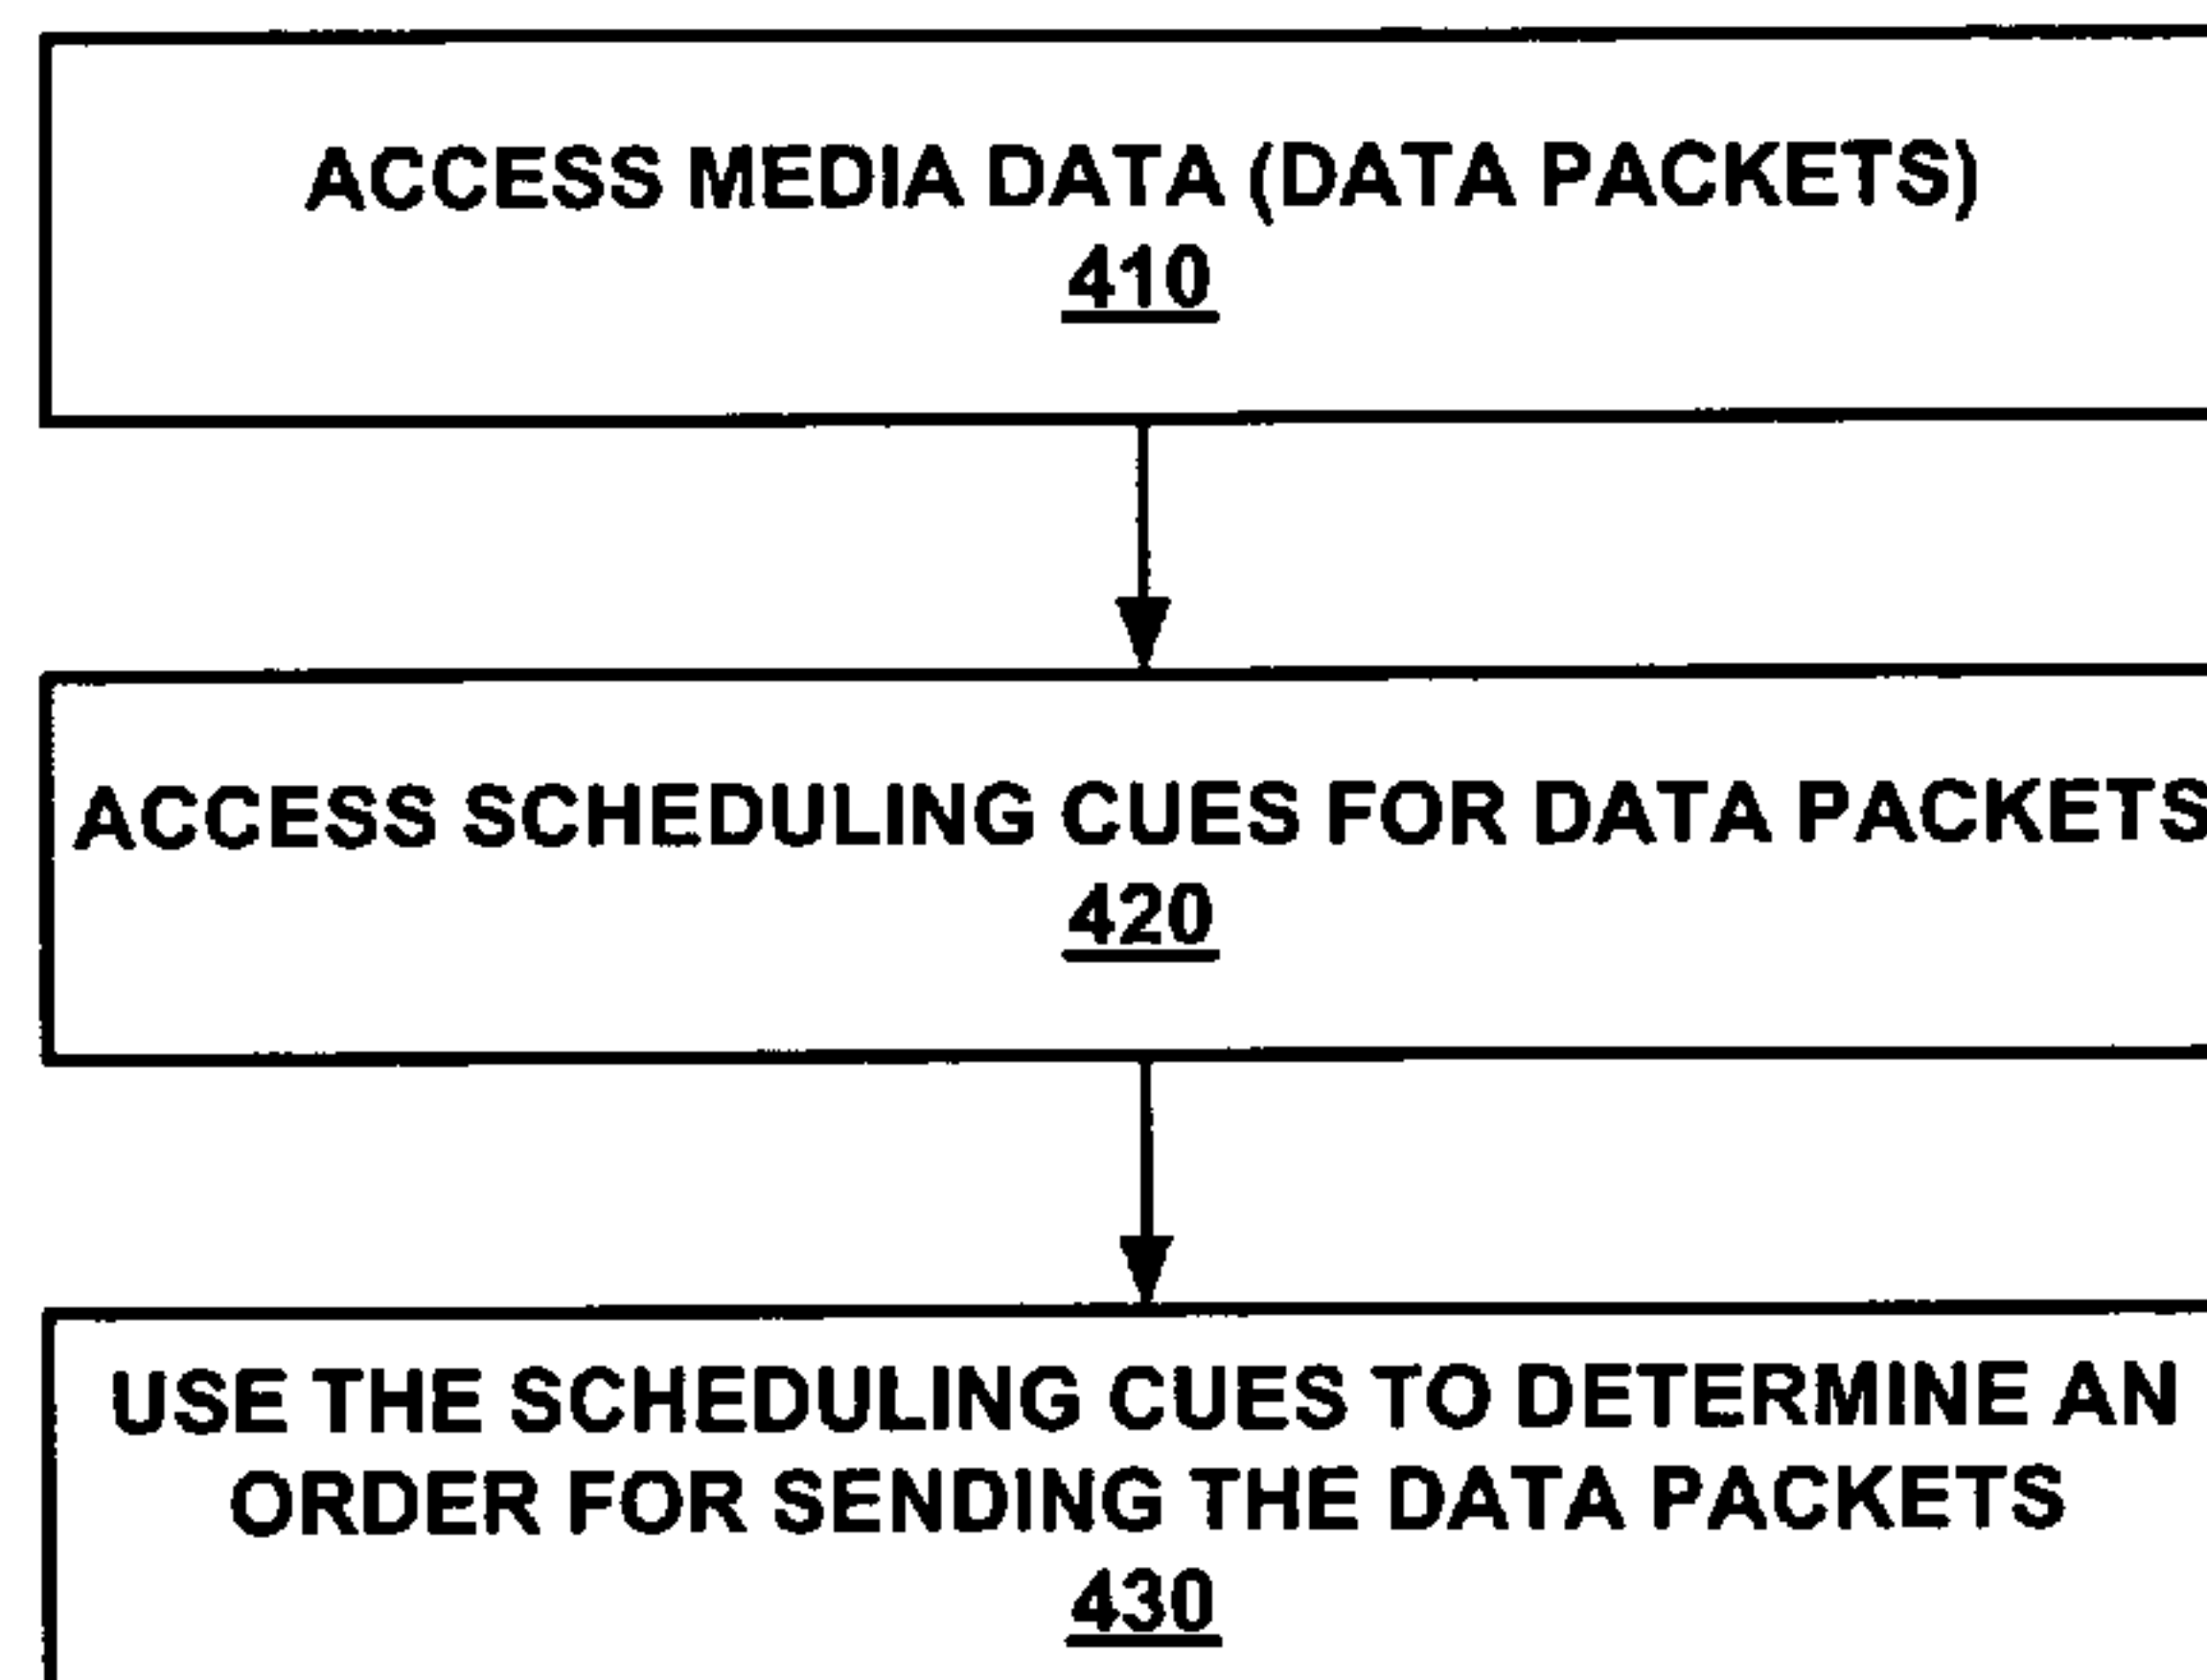 ACCESS MEDIA DATA (DATA PACKETS)
410
ACCESS SCHEDULING CUES FOR DATA PACKETS
420
USE THE SCHEDULING CUES TO DETERMINE AN
ORDER FOR SENDING THE DATA PACKETS
430